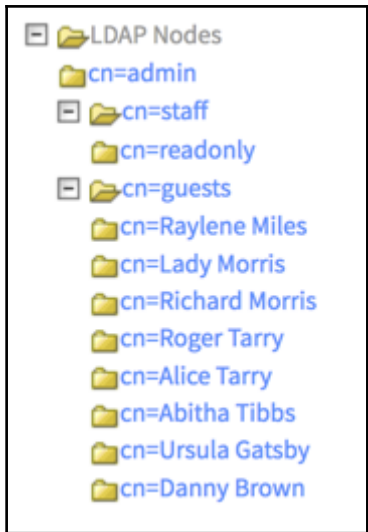 LDAP Nodes
cn=admin
cn=staff
cn=readonly
cn=guests
cn=Raylene Miles
cn=Lady Morris
cn=Richard Morris
cn=Roger Tarry
cn=Alice Tarry
cn=Abitha Tibbs
cn=Ursula Gatsby
cn=Danny Brown